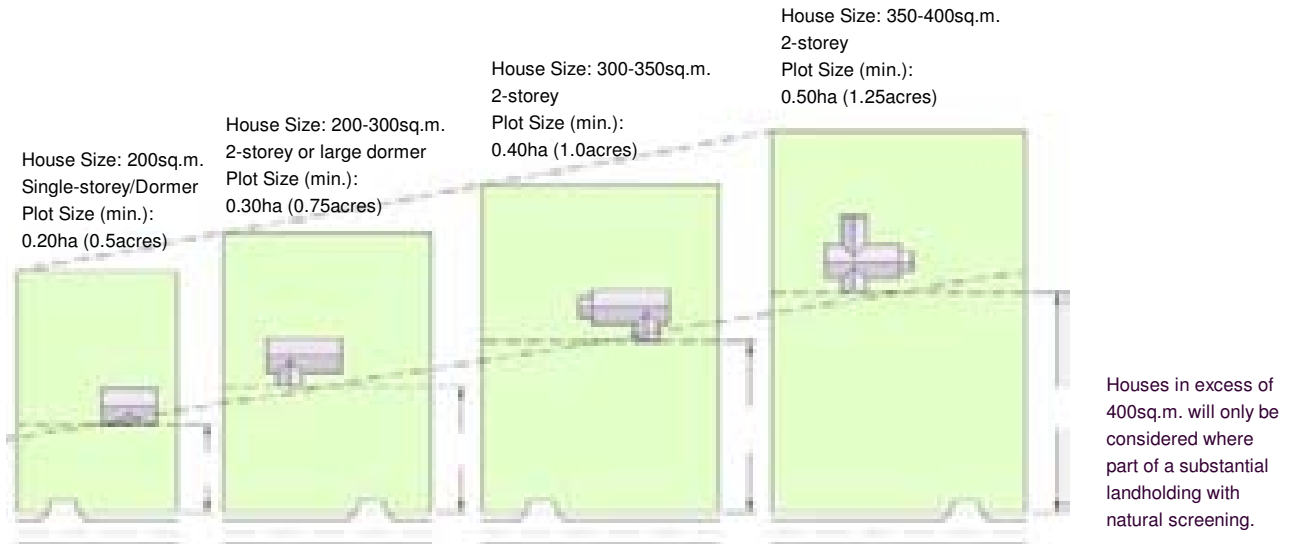 House Size: 200sq.m.
Single-storey/Dormer
Plot Size (min.):
0.20ha (0.5acres)
House Size: 200-300sq.m.
2-storey or large dormer
Plot Size (min.):
0.30ha (0.75acres)
House Size: 300-350sq.m.
2-storey
Plot Size (min.):
0.40ha (1.0acres)
House Size: 350-400sq.m.
2-storey
Plot Size (min.):
0.50ha (1.25acres)
Houses in excess of
400sq.m. will only be
considered where
part of a substantial
landholding with
natural screening.